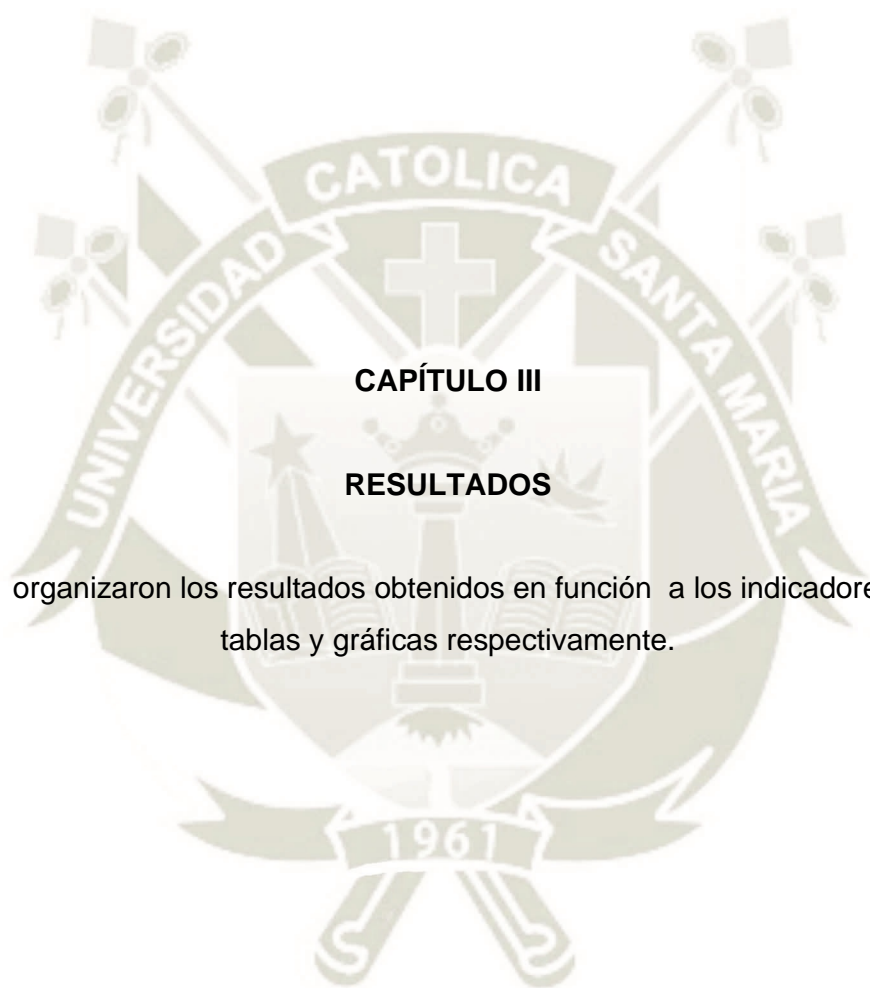 CATOLICA
UNIVERSIDAD
SANTA MARIA
CAPÍTULO III
RESULTADOS
organizaron los resultados obtenidos en función a los indicadore
tablas y gráficas respectivamente.
1961